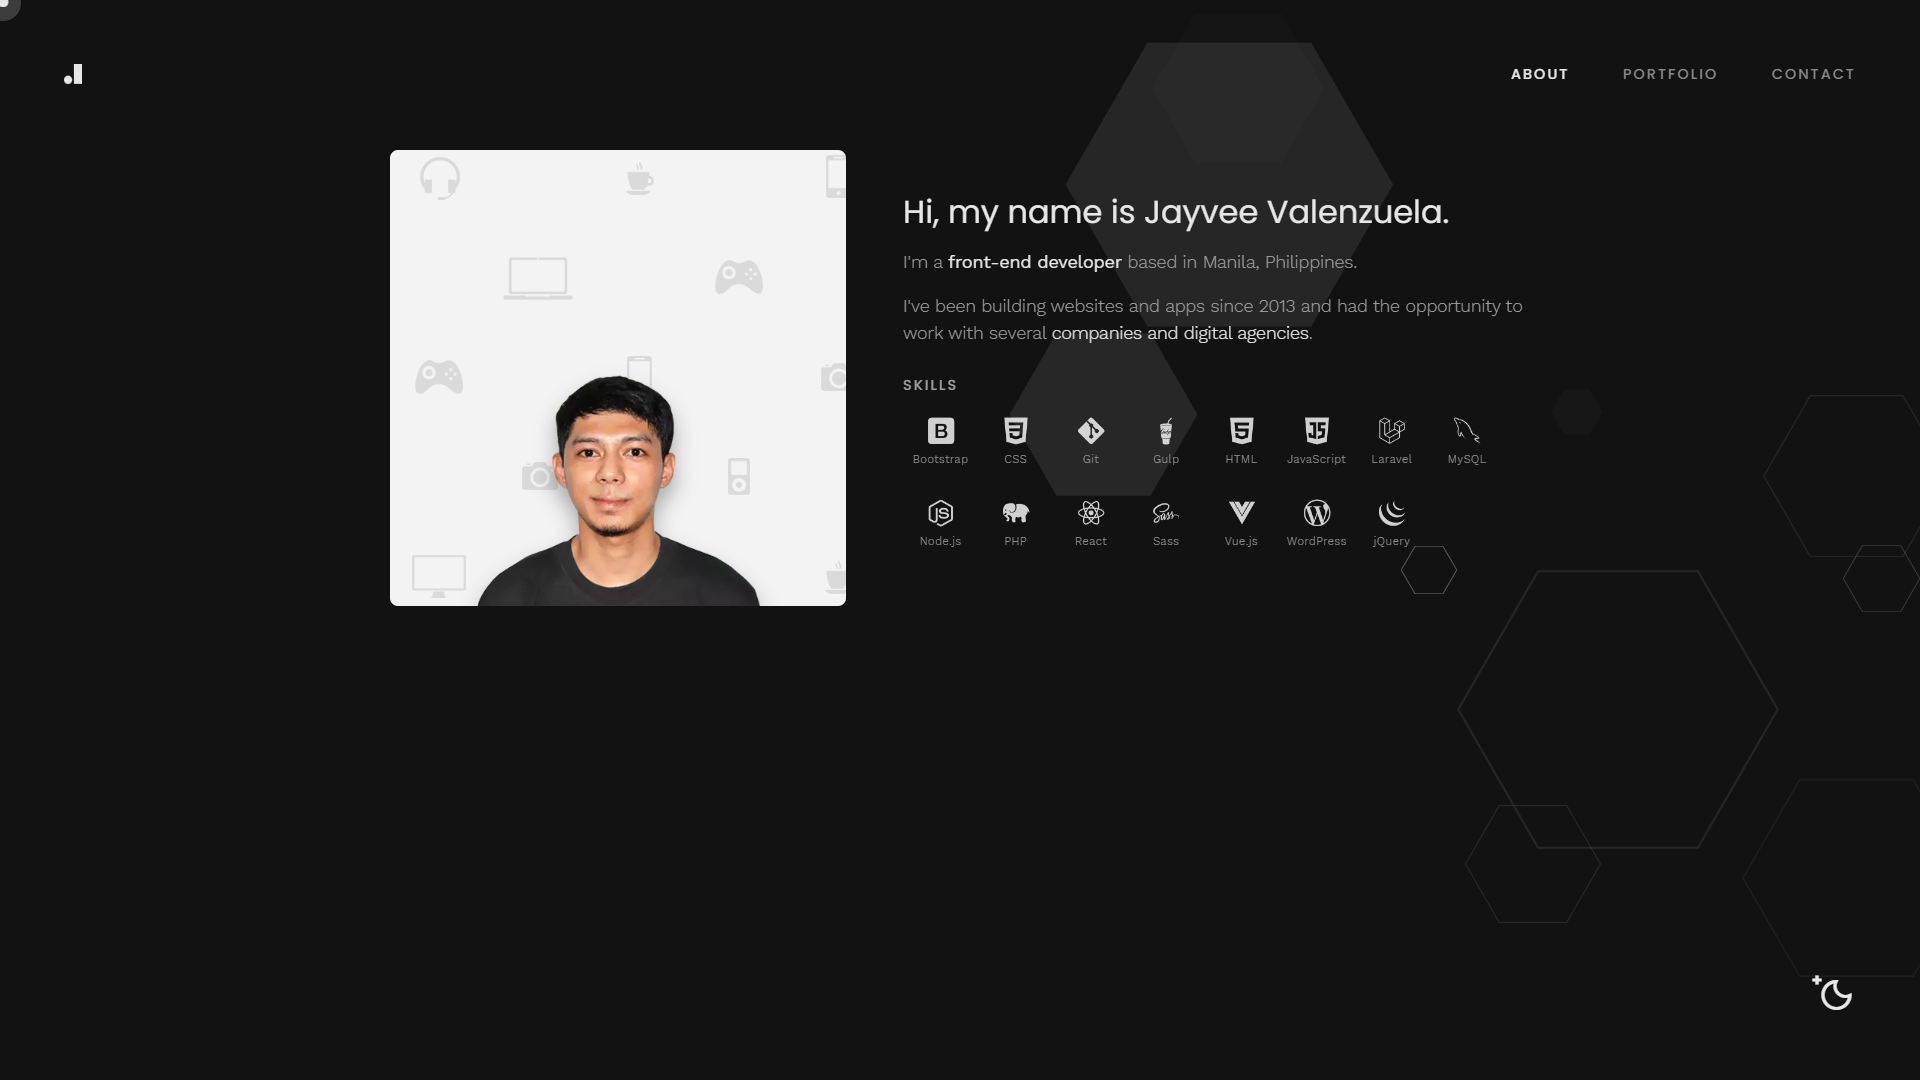 ABOUT
PORTFOLIO
CONTACT
Hi, my name is Jayvee Valenzuela.
I'm a front-end developer based in Manila, Philippines.
I've been building websites and apps since 2013 and had the opportunity to
work with several companies and digital agencies.
SKILLS
Bootstrap
CSS
Git
Gulp
HTML
JavaScript
Laravel
MySQL
Node.js
PHP
React
Sass
Vue.js
WordPress
jQuery